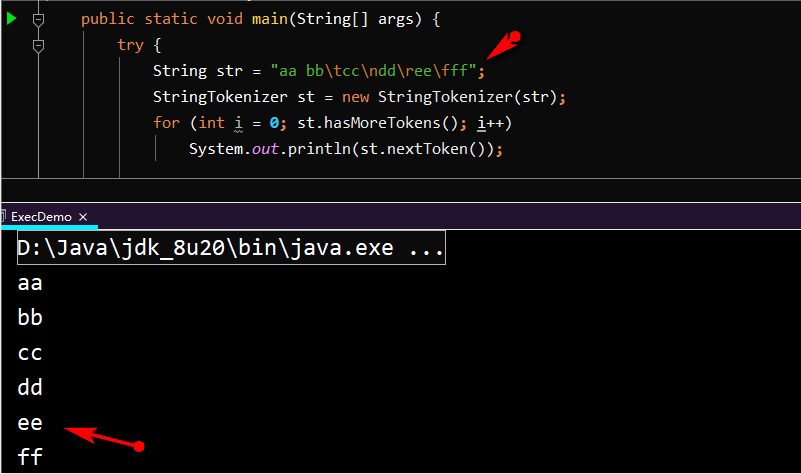 public static void main(String[] args) {
try {
String str = "aa bb\tcc\ndd\ree\fff";
StringTokenizer st = new StringTokenizer(str);
for (int i = 0; st.hasMoreTokens(); i++)
System.out.println(st.nextToken());
ExecDemo ×
D:\Java\jdk_8u20\bin\java.exe ...
aa
bb
cc
dd
ee
ff